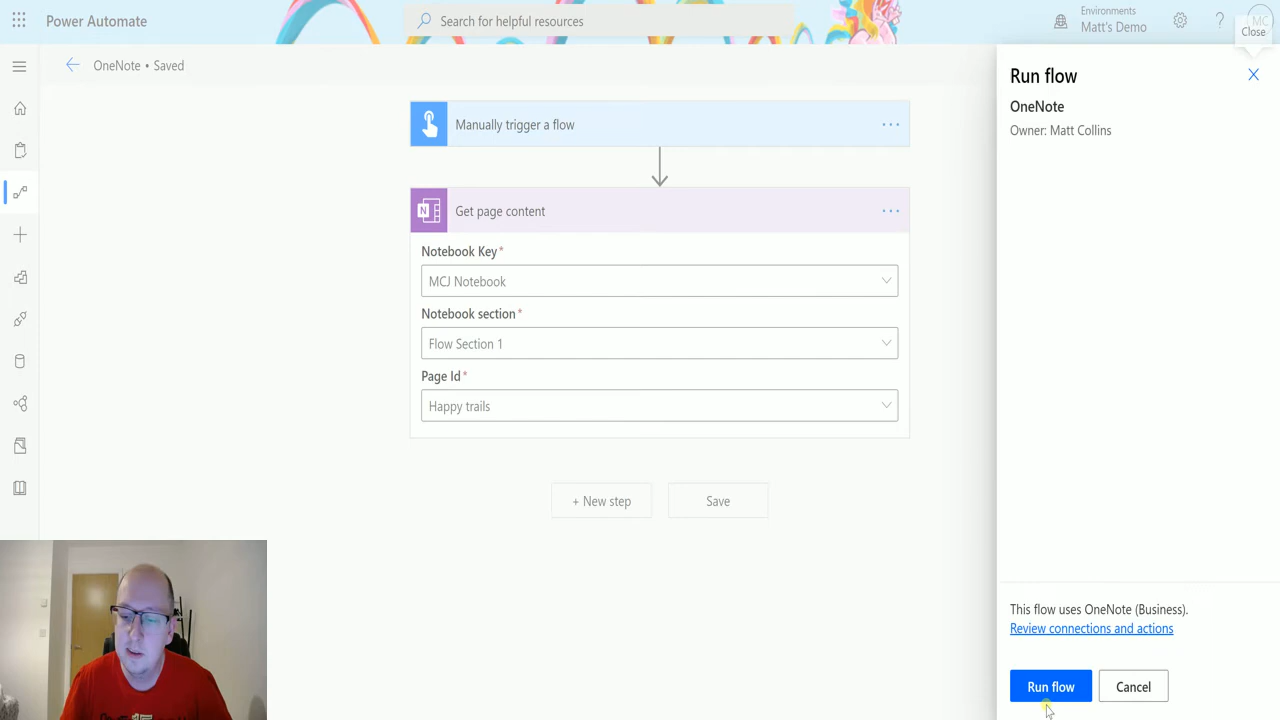 Power Automate
Search for helpful resources
Environments
Matt's Demo
MC
Close
OneNote • Saved
Run flow
OneNote
Owner: Matt Collins
Manually trigger a flow
Get page content
Notebook Key *
MCJ Notebook
Notebook section *
Flow Section 1
Page Id *
Happy trails
+ New step
Save
This flow uses OneNote (Business).
Review connections and actions
Run flow
Cancel